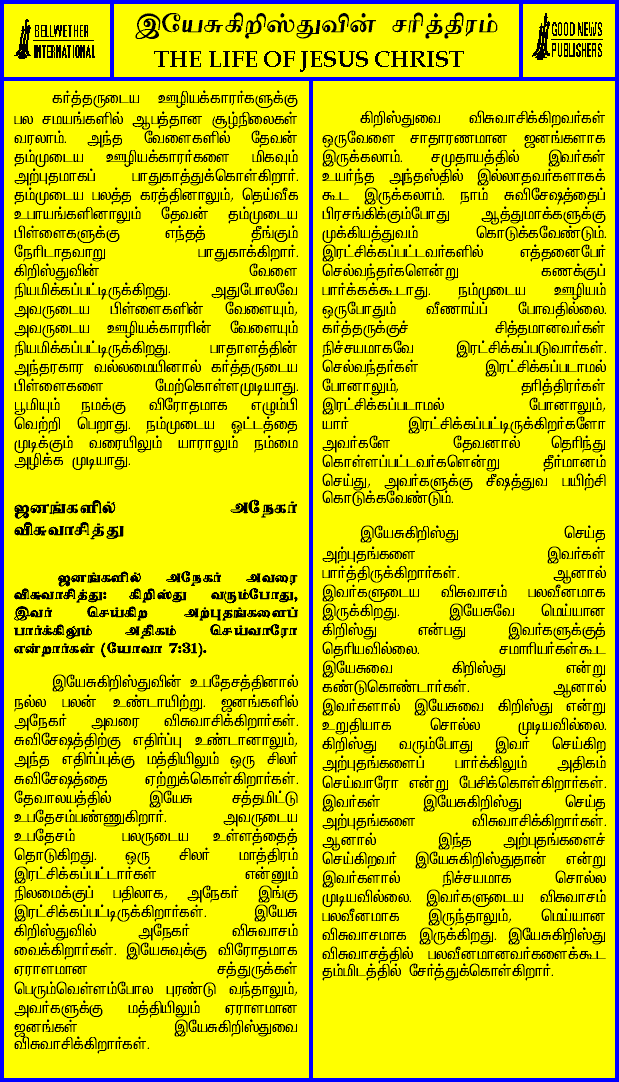 BELLWETHER
INTERNATIONAL
இயேசுகிறிஸ்துவின் சரித்திரம்
THE LIFE OF JESUS CHRIST
GOOD NEWS
PUBLISHERS
கர்த்தருடைய ஊழியக்காரர்களுக்கு
பல சமயங்களில் ஆபத்தான சூழ்நிலைகள்
வரலாம். அந்த வேளைகளில் தேவன்
தம்முடைய ஊழியக்காரர்களை மிகவும்
அற்புதமாகப் பாதுகாத்துக்கொள்கிறார்.
தம்முடைய பலத்த கரத்தினாலும், தெய்வீக
உபாயங்களினாலும் தேவன் தம்முடைய
பிள்ளைகளுக்கு எந்தத் தீங்கும்
நேரிடாதவாறு பாதுகாக்கிறார்.
கிறிஸ்துவின் வேளை
நியமிக்கப்பட்டிருக்கிறது. அதுபோலவே
அவருடைய பிள்ளைகளின் வேளையும்,
அவருடைய ஊழியக்காரரின் வேளையும்
நியமிக்கப்பட்டிருக்கிறது. பாதாளத்தின்
அந்தரகார வல்லமையினால் கர்த்தருடைய
பிள்ளைகளை மேற்கொள்ளமுடியாது.
பூமியும் நமக்கு விரோதமாக எழும்பி
வெற்றி பெறாது. நம்முடைய ஓட்டத்தை
முடிக்கும் வரையிலும் யாராலும் நம்மை
அழிக்க முடியாது.
ஜனங்களில் அநேகர்
விசுவாசித்து
ஜனங்களில் அநேகர் அவரை
விசுவாசித்து: கிறிஸ்து வரும்போது,
இவர் செய்கிற அற்புதங்களைப்
பார்க்கிலும் அதிகம் செய்வாரோ
என்றார்கள் (யோவா 7:31).
இயேசுகிறிஸ்துவின் உபதேசத்தினால்
நல்ல பலன் உண்டாயிற்று. ஜனங்களில்
அநேகர் அவரை விசுவாசிக்கிறார்கள்.
சுவிசேஷத்திற்கு எதிர்ப்பு உண்டானாலும்,
அந்த எதிர்ப்புக்கு மத்தியிலும் ஒரு சிலர்
சுவிசேஷத்தை ஏற்றுக்கொள்கிறார்கள்.
தேவாலயத்தில் இயேசு சத்தமிட்டு
உபதேசம்பண்ணுகிறார். அவருடைய
உபதேசம் பலருடைய உள்ளத்தைத்
தொடுகிறது. ஒரு சிலர் மாத்திரம்
இரட்சிக்கப்பட்டார்கள் என்னும்
நிலமைக்குப் பதிலாக, அநேகர் இங்கு
இரட்சிக்கப்பட்டிருக்கிறார்கள். இயேசு
கிறிஸ்துவில் அநேகர் விசுவாசம்
வைக்கிறார்கள். இயேசுவுக்கு விரோதமாக
ஏராளமான சத்துருக்கள்
பெரும்வெள்ளம்போல புரண்டு வந்தாலும்,
அவர்களுக்கு மத்தியிலும் ஏராளமான
ஜனங்கள் இயேசுகிறிஸ்துவை
விசுவாசிக்கிறார்கள்.
கிறிஸ்துவை விசுவாசிக்கிறவர்கள்
ஒருவேளை சாதாரணமான ஜனங்களாக
இருக்கலாம். சமுதாயத்தில் இவர்கள்
உயர்ந்த அந்தஸ்தில் இல்லாதவர்களாகக்
கூட இருக்கலாம். நாம் சுவிசேஷத்தைப்
பிரசங்கிக்கும்போது ஆத்துமாக்களுக்கு
முக்கியத்துவம் கொடுக்கவேண்டும்.
இரட்சிக்கப்பட்டவர்களில் எத்தனைபேர்
செல்வந்தர்களென்று கணக்குப்
பார்க்கக்கூடாது. நம்முடைய ஊழியம்
ஒருபோதும் வீணாய்ப் போவதில்லை.
கர்த்தருக்குச் சித்தமானவர்கள்
நிச்சயமாகவே இரட்சிக்கப்படுவார்கள்.
செல்வந்தர்கள் இரட்சிக்கப்படாமல்
போனாலும், தரித்திரர்கள்
இரட்சிக்கப்படாமல் போனாலும்,
யார் இரட்சிக்கப்பட்டிருக்கிறார்களோ
அவர்களே தேவனால் தெரிந்து
கொள்ளப்பட்டவர்களென்று தீர்மானம்
செய்து, அவர்களுக்கு சீஷத்துவ பயிற்சி
கொடுக்கவேண்டும்.
இயேசுகிறிஸ்து செய்த
அற்புதங்களை இவர்கள்
பார்த்திருக்கிறார்கள். ஆனால்
இவர்களுடைய விசுவாசம் பலவீனமாக
இருக்கிறது. இயேசுவே மெய்யான
கிறிஸ்து என்பது இவர்களுக்குத்
தெரியவில்லை. சமாரியர்கள்கூட
இயேசுவை கிறிஸ்து என்று
கண்டுகொண்டார்கள். ஆனால்
இவர்களால் இயேசுவை கிறிஸ்து என்று
உறுதியாக சொல்ல முடியவில்லை.
கிறிஸ்து வரும்போது இவர் செய்கிற
அற்புதங்களைப் பார்க்கிலும் அதிகம்
செய்வாரோ என்று பேசிக்கொள்கிறார்கள்.
இவர்கள் இயேசுகிறிஸ்து செய்த
அற்புதங்களை விசுவாசிக்கிறார்கள்.
ஆனால் இந்த அற்புதங்களைச்
செய்கிறவர் இயேசுகிறிஸ்துதான் என்று
இவர்களால் நிச்சயமாக சொல்ல
முடியவில்லை. இவர்களுடைய விசுவாசம்
பலவீனமாக இருந்தாலும், மெய்யான
விசுவாசமாக இருக்கிறது. இயேசுகிறிஸ்து
விசுவாசத்தில் பலவீனமானவர்களைக்கூட
தம்மிடத்தில் சேர்த்துக்கொள்கிறார்.